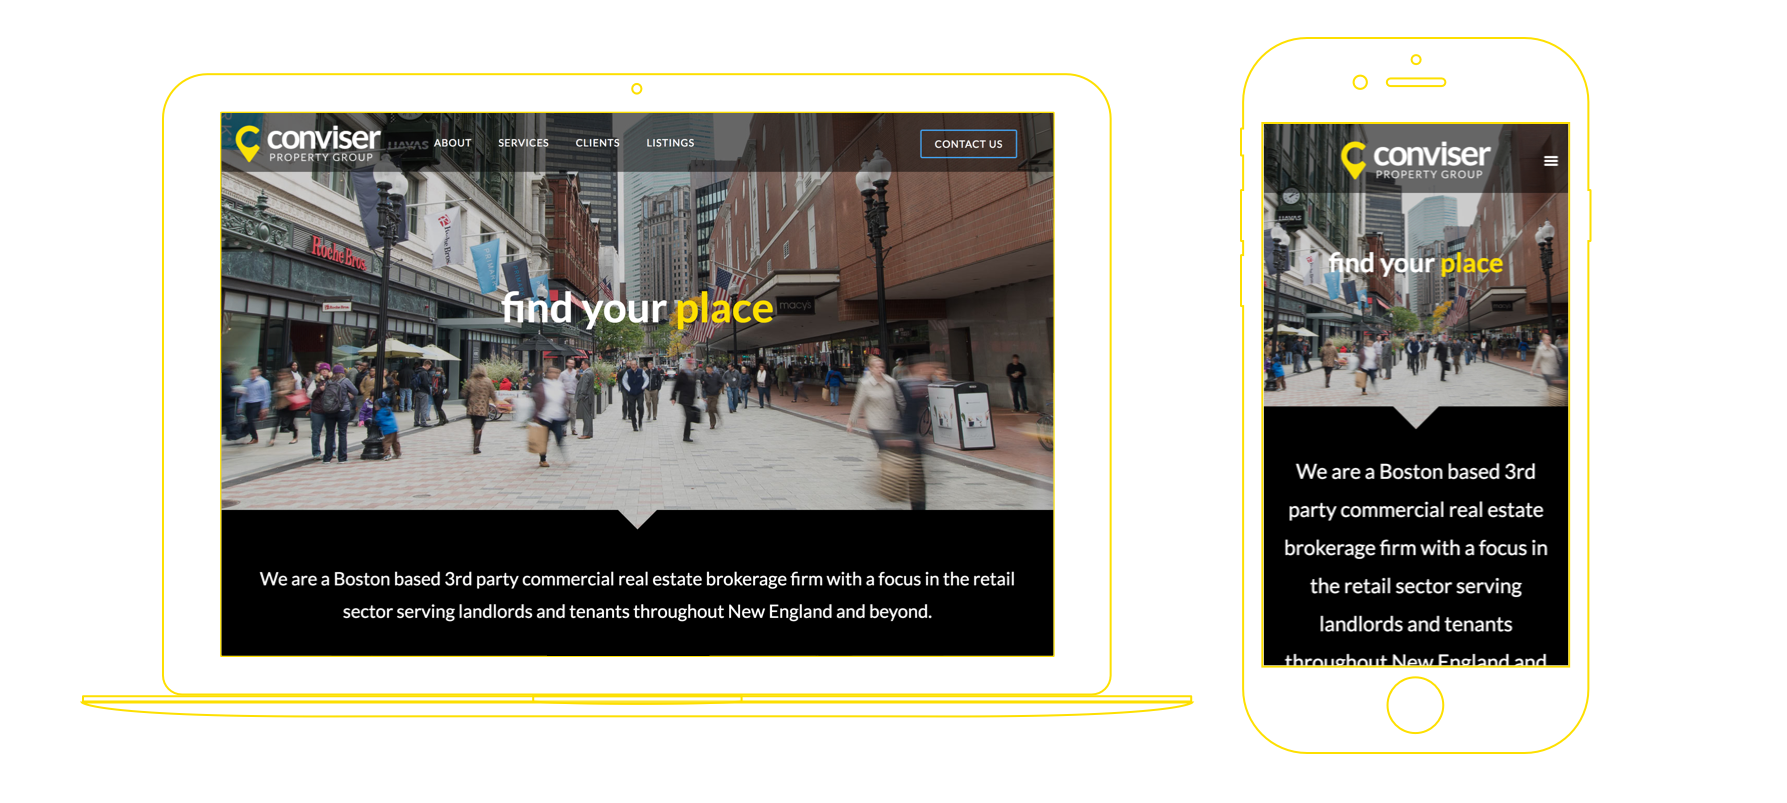 conviser
PROPERTY GROUP
HAVAS
ABOUT
SERVICES
CLIENTS
LISTINGS
CONTACT US
Roche Bros.
macy's
find your place
We are a Boston based 3rd party commercial real estate brokerage firm with a focus in the retail
sector serving landlords and tenants throughout New England and beyond.
conviser
PROPERTY GROUP
HAVAS
find your place
We are a Boston based 3rd
party commercial real estate
brokerage firm with a focus in
the retail sector serving
landlords and tenants
throughout New England and